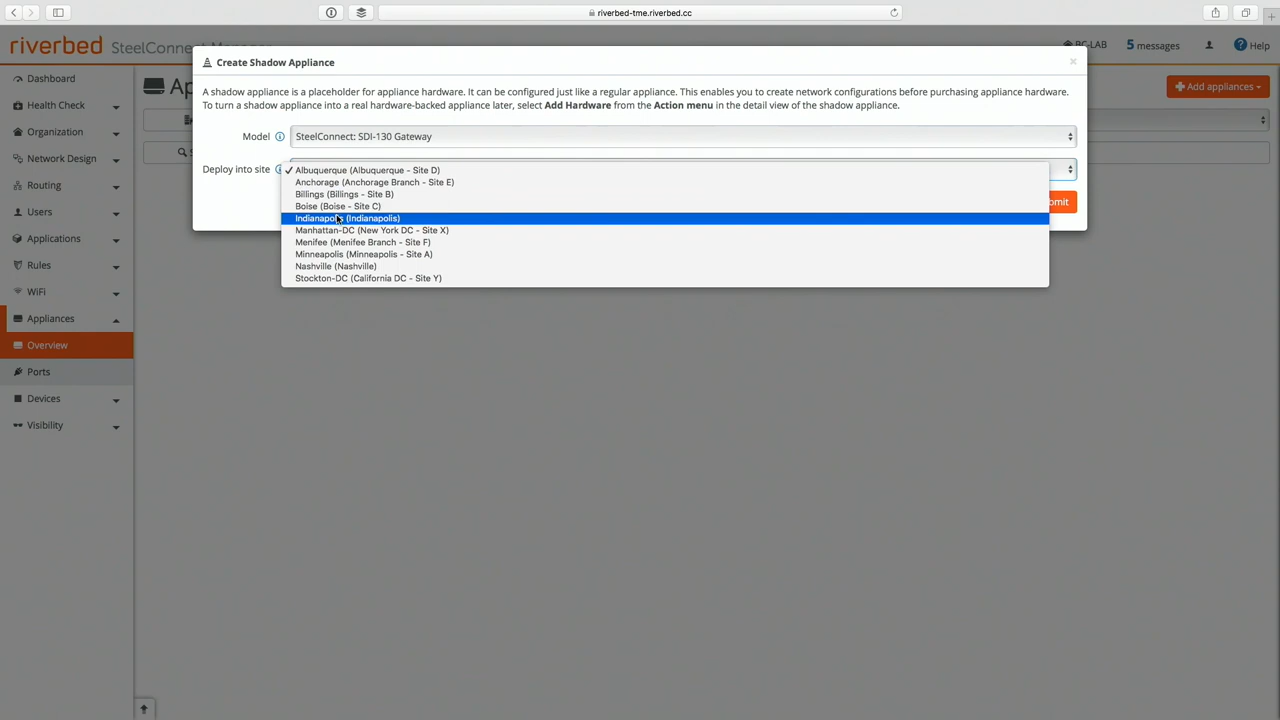 riverbed-tme.riverbed.cc
riverbed SteelConnect Manager
BC-LAB
5 messages
Help
Create Shadow Appliance
×
A shadow appliance is a placeholder for appliance hardware. It can be configured just like a regular appliance. This enables you to create network configurations before purchasing appliance hardware.
To turn a shadow appliance into a real hardware-backed appliance later, select Add Hardware from the Action menu in the detail view of the shadow appliance.
Model
SteelConnect: SDI-130 Gateway
Deploy into site
✓ Albuquerque (Albuquerque - Site D)
Anchorage (Anchorage Branch - Site E)
Billings (Billings - Site B)
Boise (Boise - Site C)
Indianapolis (Indianapolis)
Manhattan-DC (New York DC - Site X)
Menifee (Menifee Branch - Site F)
Minneapolis (Minneapolis - Site A)
Nashville (Nashville)
Stockton-DC (California DC - Site Y)
bmit
Ap
Add appliances
S
Dashboard
Health Check
Organization
Network Design
Routing
Users
Applications
Rules
WiFi
Appliances
Overview
Ports
Devices
Visibility